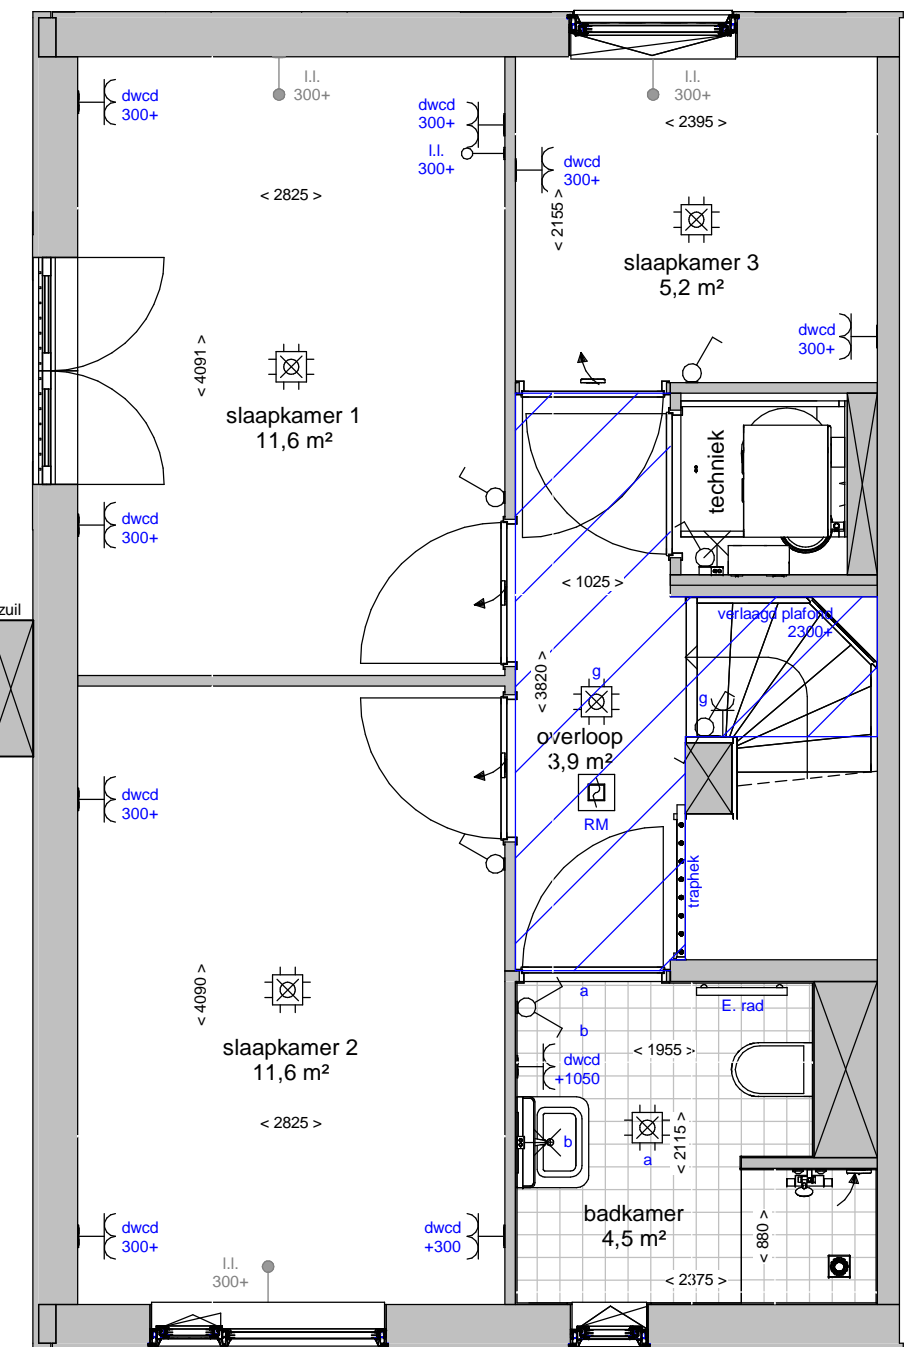 l.l.
300+
l.l.
300+
dwcd
300+
dwcd
300+
l.l.
300+
< 2395 >
dwcd
300+
< 2825 >
< 2155 >
slaapkamer 3
5,2 m²
dwcd
300+
< 4091 >
slaapkamer 1
11,6 m²
techniek
dwcd
300+
< 1025 >
zuil
verlaagd plafond
2300+
< 3820 >
g
g
overloop
3,9 m²
RM
dwcd
300+
traphek
< 4090 >
a
b
E. rad
slaapkamer 2
11,6 m²
< 1955 >
dwcd
+1050
< 2825 >
b
a
< 2115 >
badkamer
4,5 m²
< 880 >
dwcd
300+
dwcd
+300
l.l.
300+
< 2375 >